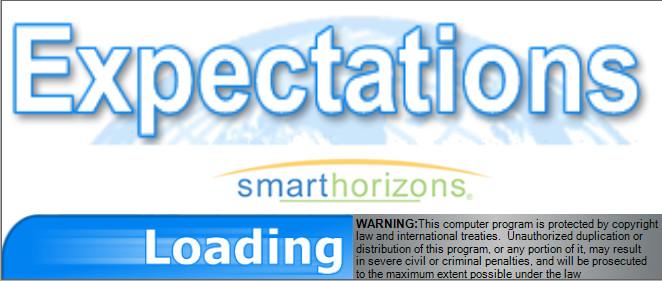 Expectations
smarthorizons®
Loading
WARNING:This computer program is protected by copyright
law and international treaties. Unauthorized duplication or
distribution of this program, or any portion of it, may result
in severe civil or criminal penalties, and will be prosecuted
to the maximum extent possible under the law